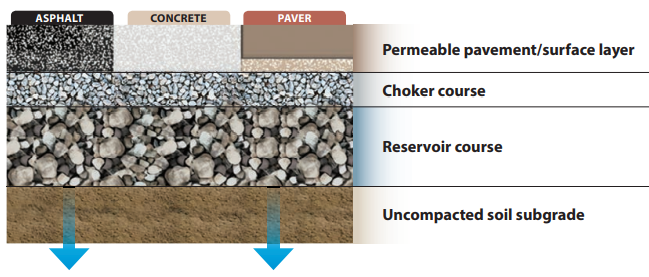 ASPHALT
CONCRETE
PAVER
Permeable pavement/surface layer
Choker course
Reservoir course
Uncompacted soil subgrade